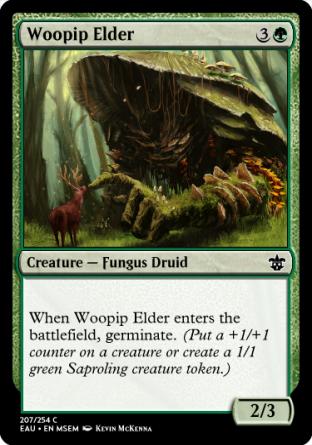 Woopip Elder 3
Creature — Fungus Druid
When Woopip Elder enters the
battlefield, germinate. (Put a +1/+1
counter on a creature or create a 1/1
green Saproling creature token.)
2/3
207/254 C
EAU • EN MSEM Kevin McKenna